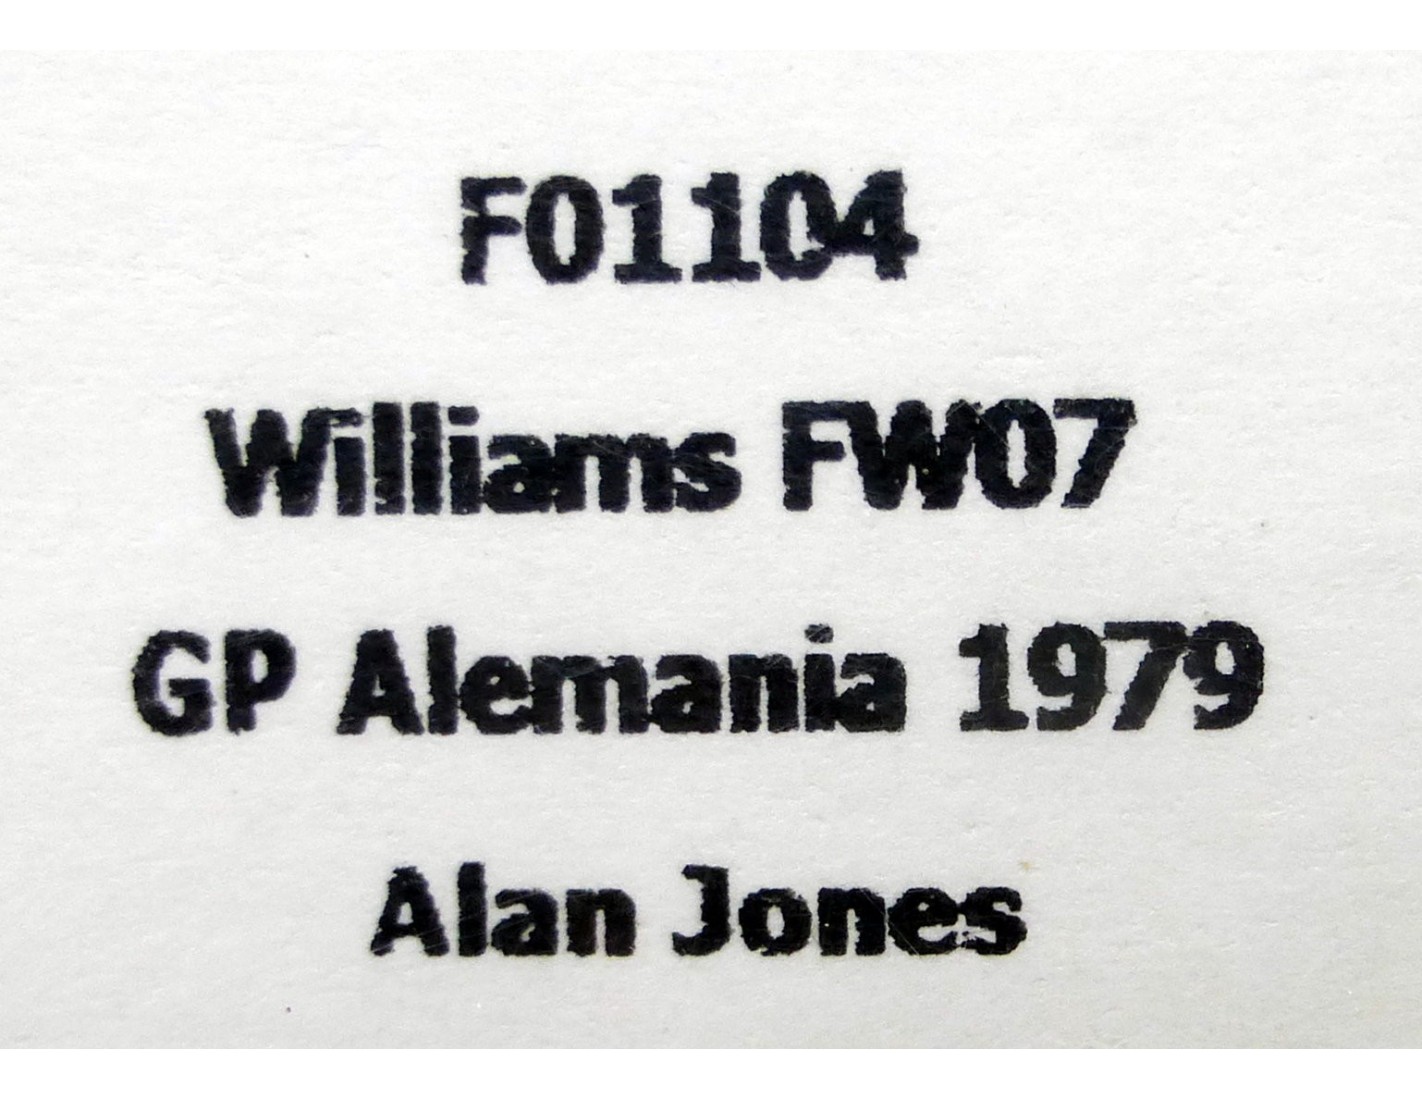 F01104
Williams FW07
GP Alemania 1979
Alan Jones